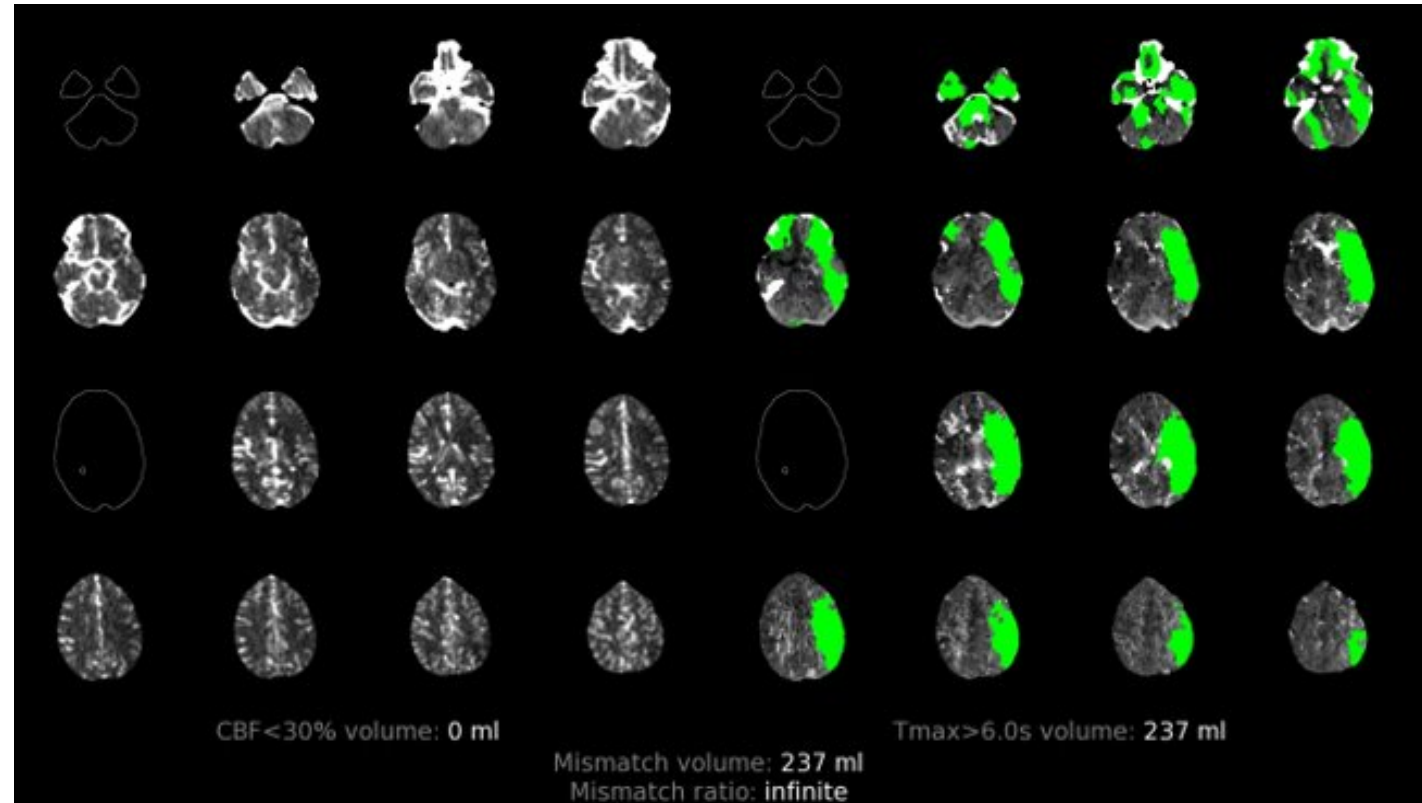 CBF<30% volume: 0 ml
Tmax>6.0s volume: 237 ml
Mismatch volume: 237 ml
Mismatch ratio: infinite